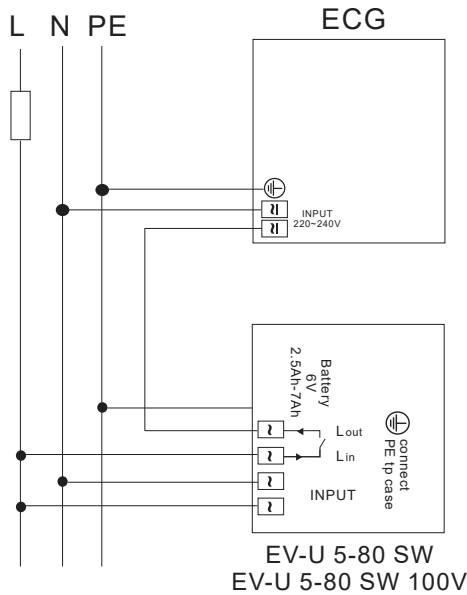 L N PE
ECG
INPUT
220~240V
Battery
6V
2.5Ah-7Ah
Lout
Lin
INPUT
connect
PE tp case
EV-U 5-80 SW
EV-U 5-80 SW 100V